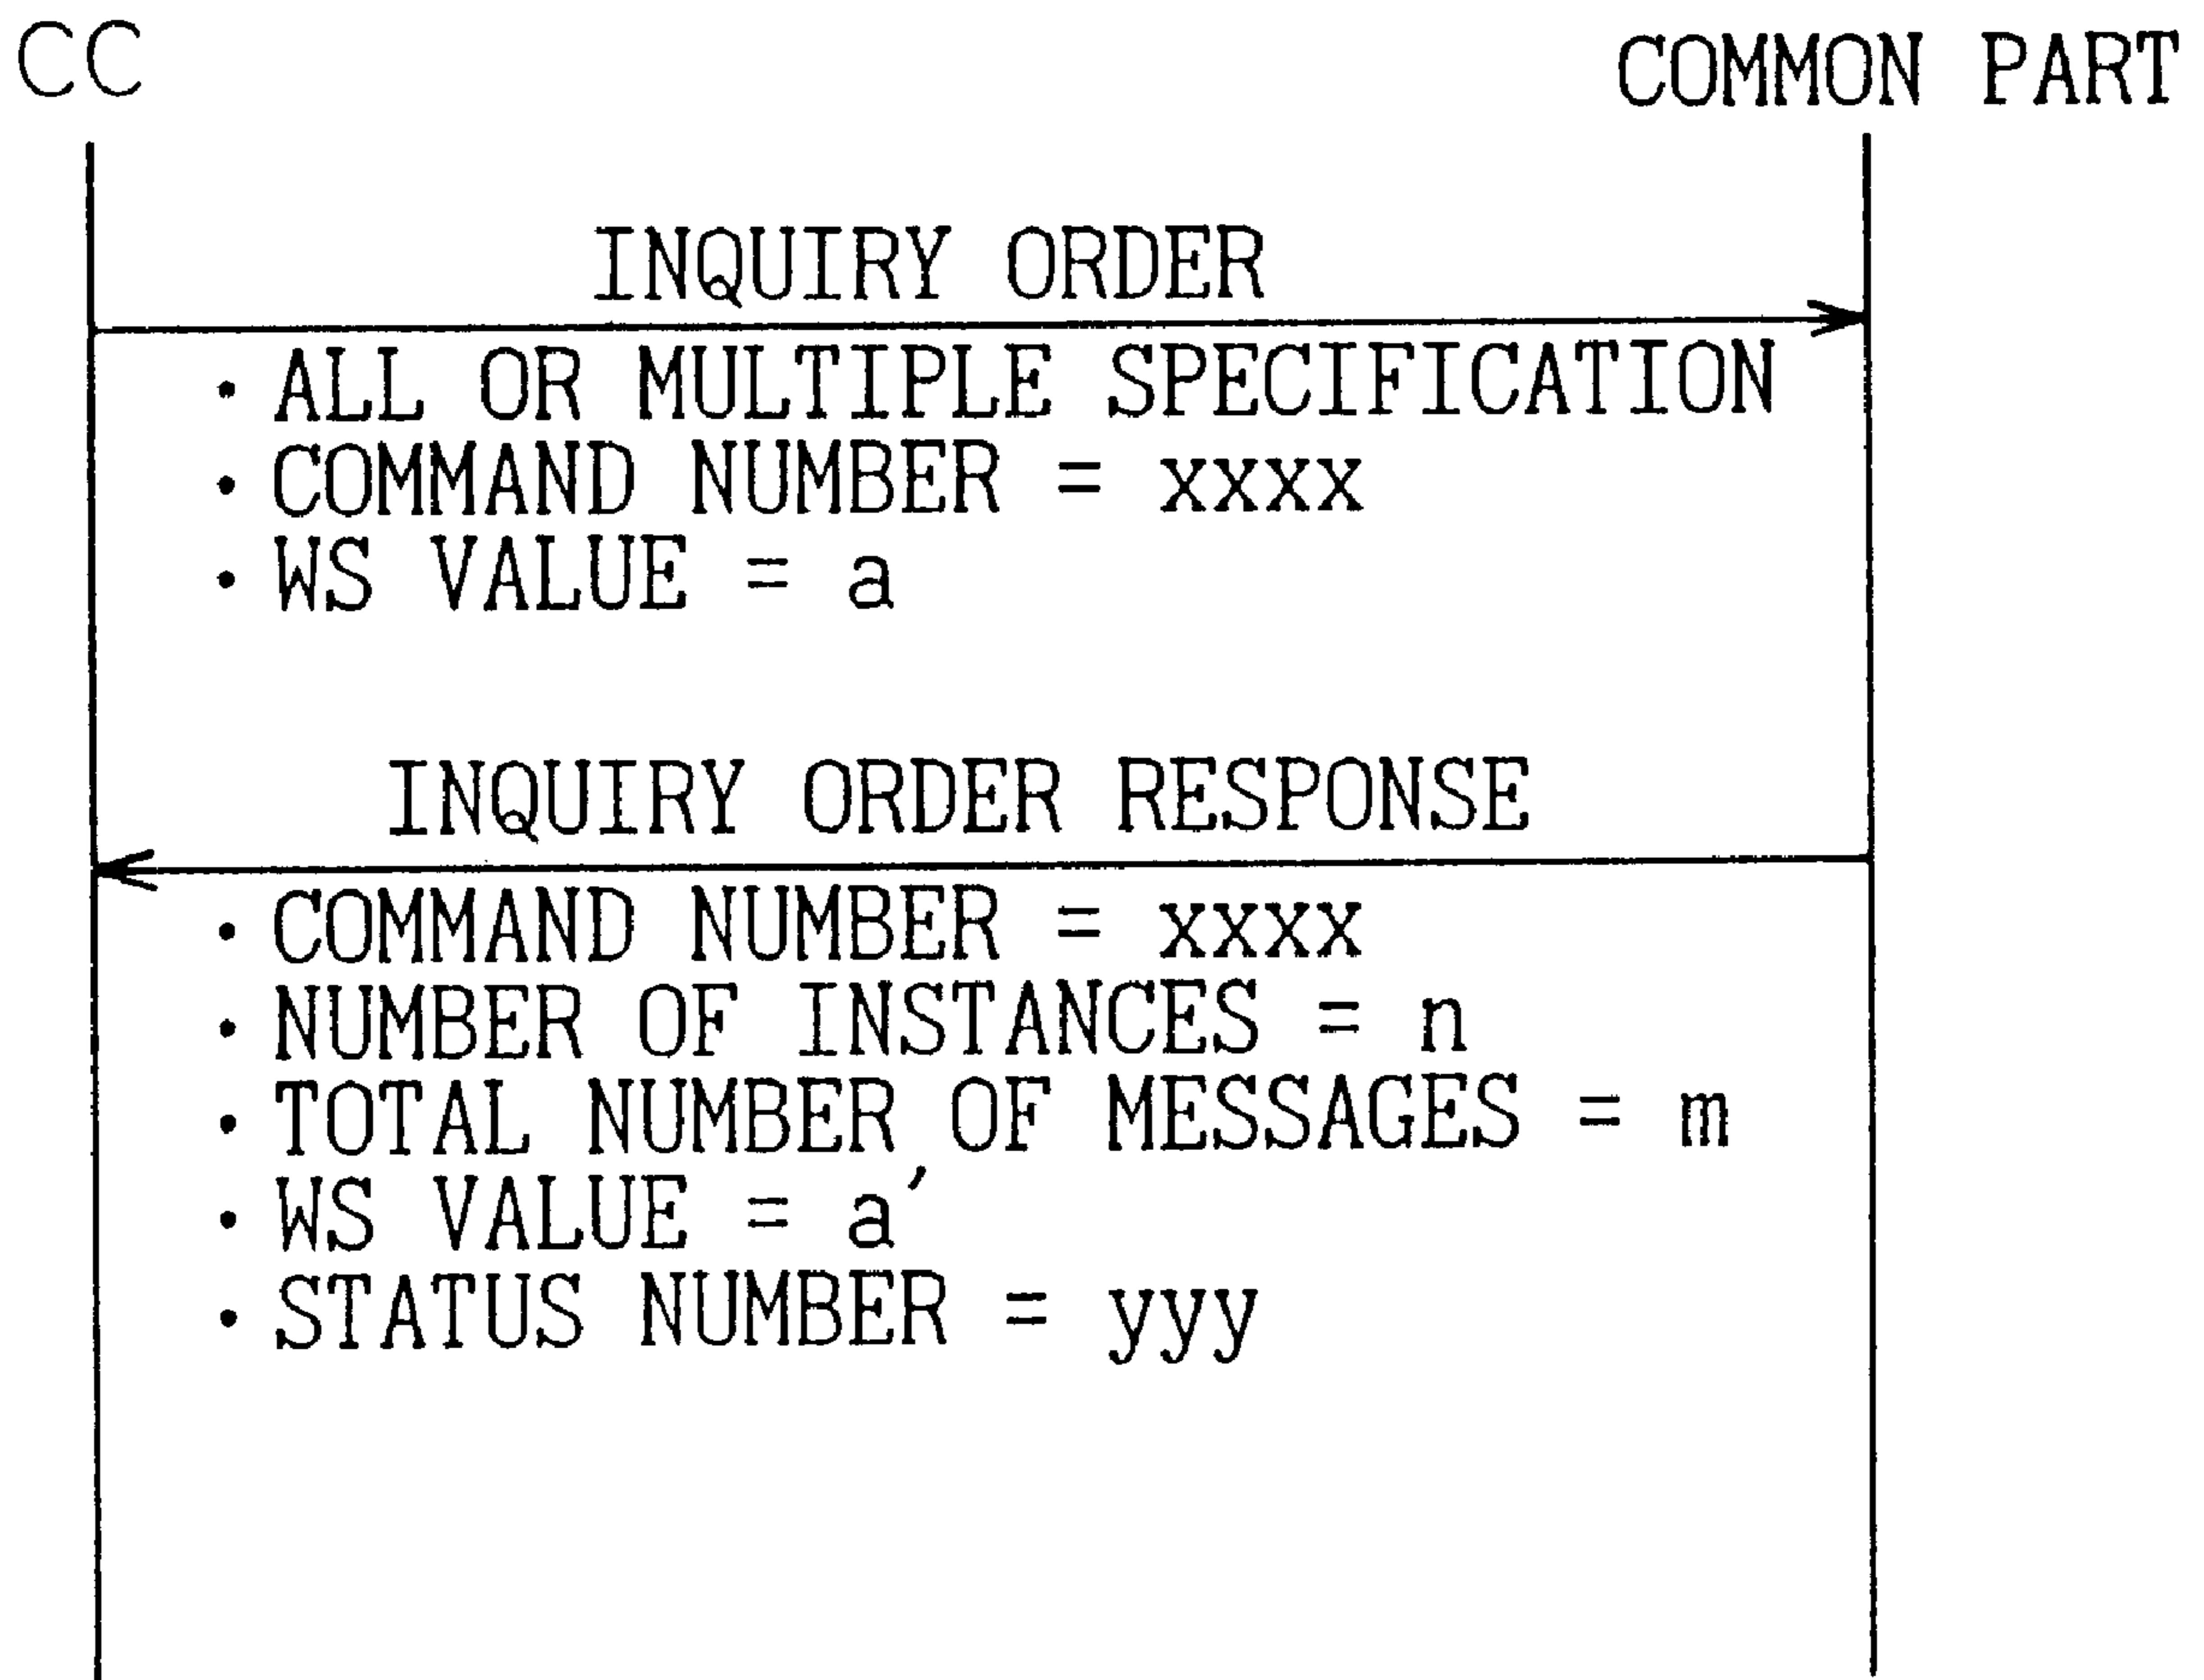 CC COMMON PART
INQUIRY ORDER
· ALL OR MULTIPLE SPECIFICATION
· COMMAND NUMBER = xxxx
· WS VALUE = a
INQUIRY ORDER RESPONSE
· COMMAND NUMBER = xxxx
· NUMBER OF INSTANCES = n
· TOTAL NUMBER OF MESSAGES = m
· WS VALUE = a′
· STATUS NUMBER = yyy